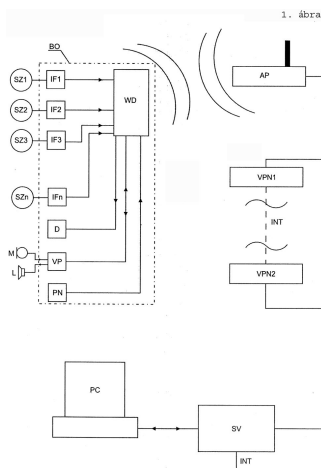 1. ábra
BO
SZ1 IF1
WD
AP
SZ2 IF2
SZ3 IF3
VPN1
SZn IFn
INT
D
M
VP
L
VPN2
PN
PC
SV
INT